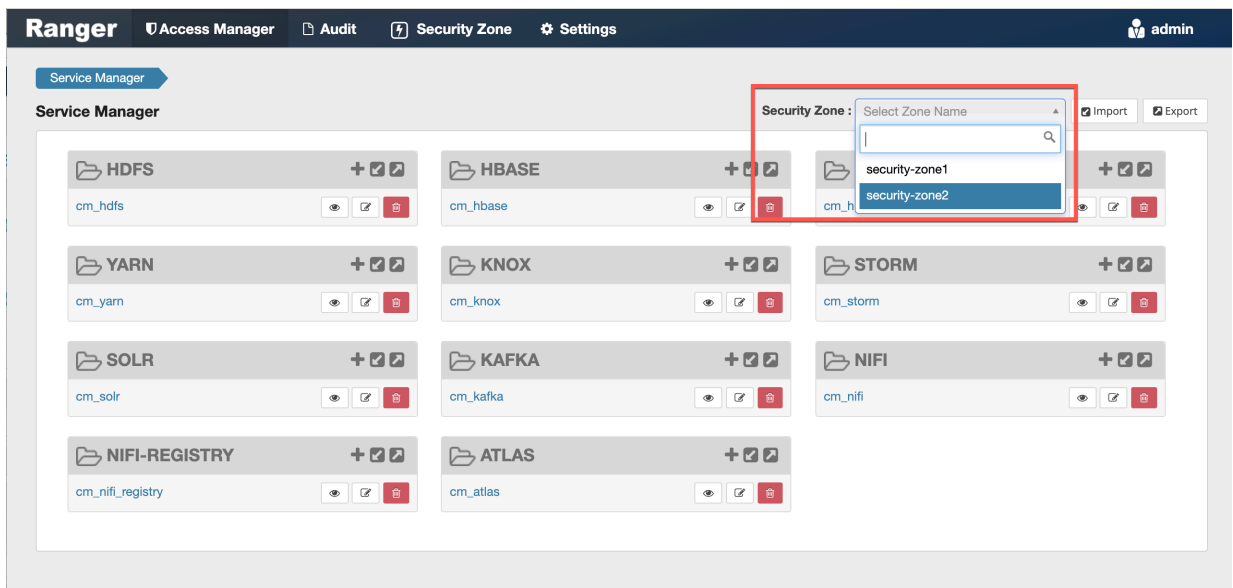 Ranger Access Manager Audit Security Zone Settings admin
Service Manager
Service Manager Security Zone : Select Zone Name Import Export
security-zone1
security-zone2
HDFS HBASE
cm_hdfs cm_hbase cm_h
YARN KNOX STORM
cm_yarn cm_knox cm_storm
SOLR KAFKA NIFI
cm_solr cm_kafka cm_nifi
NIFI-REGISTRY ATLAS
cm_nifi_registry cm_atlas